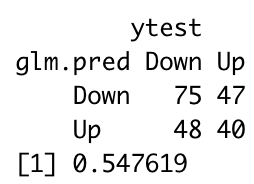 ytest
glm.pred Down Up
Down 75 47
Up 48 40
[1] 0.547619